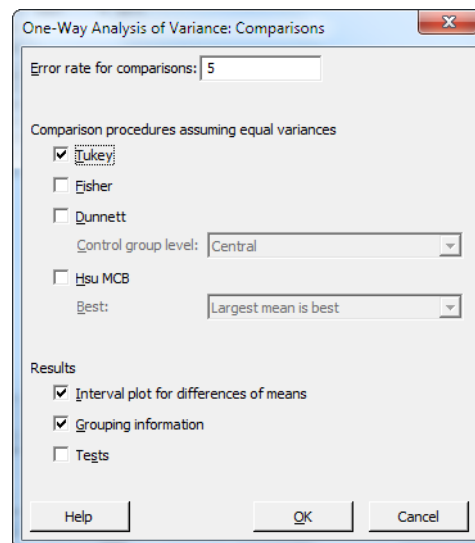 One-Way Analysis of Variance: Comparisons
Error rate for comparisons: 5
Comparison procedures assuming equal variances
Tukey
Fisher
Dunnett
Control group level: Central
Hsu MCB
Best: Largest mean is best
Results
Interval plot for differences of means
Grouping information
Tests
Help OK Cancel